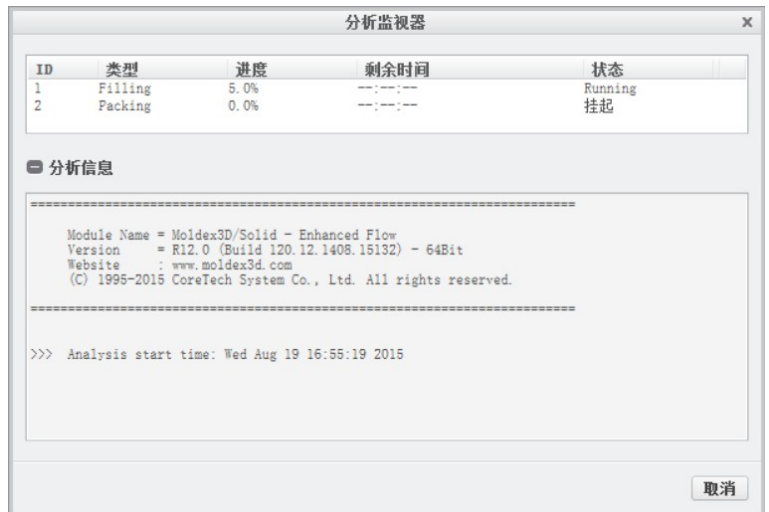 分析监视器 x
ID 类型 进度 剩余时间 状态
1 Filling 5.0% --:--:-- Running
2 Packing 0.0% --:--:-- 挂起
分析信息
==========================================================================
Module Name = Moldex3D/Solid - Enhanced Flow
Version = R12.0 (Build 120.12.1408.15132) - 64Bit
Website : www.moldex3d.com
(C) 1995-2015 CoreTech System Co., Ltd. All rights reserved.
==========================================================================
>>> Analysis start time: Wed Aug 19 16:55:19 2015
取消